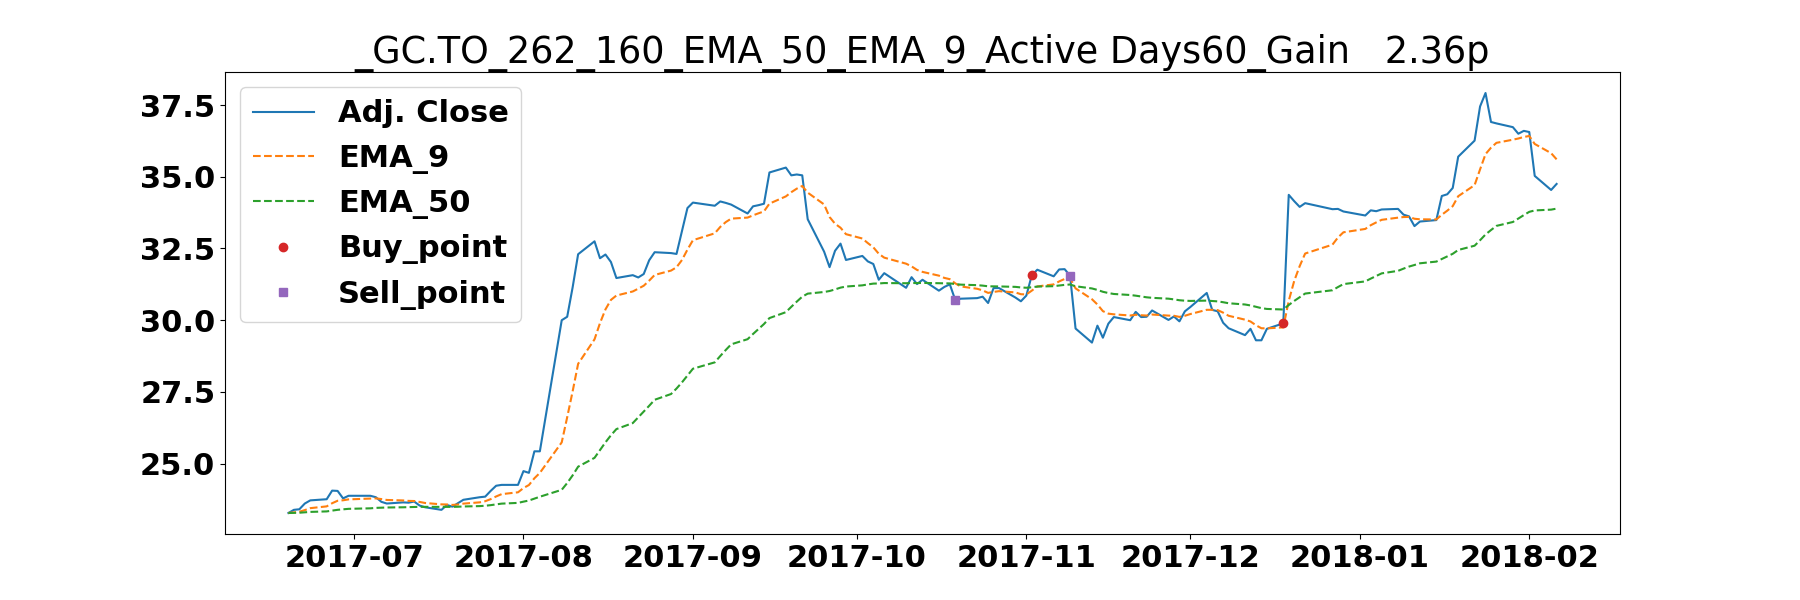 _GC.TO_262_160_EMA_50_EMA_9_Active Days60_Gain   2.36p
37.5
35.0
32.5
30.0
27.5
25.0
Adj. Close
EMA_9
EMA_50
Buy_point
Sell_point
2017-07 2017-08 2017-09 2017-10 2017-11 2017-12 2018-01 2018-02